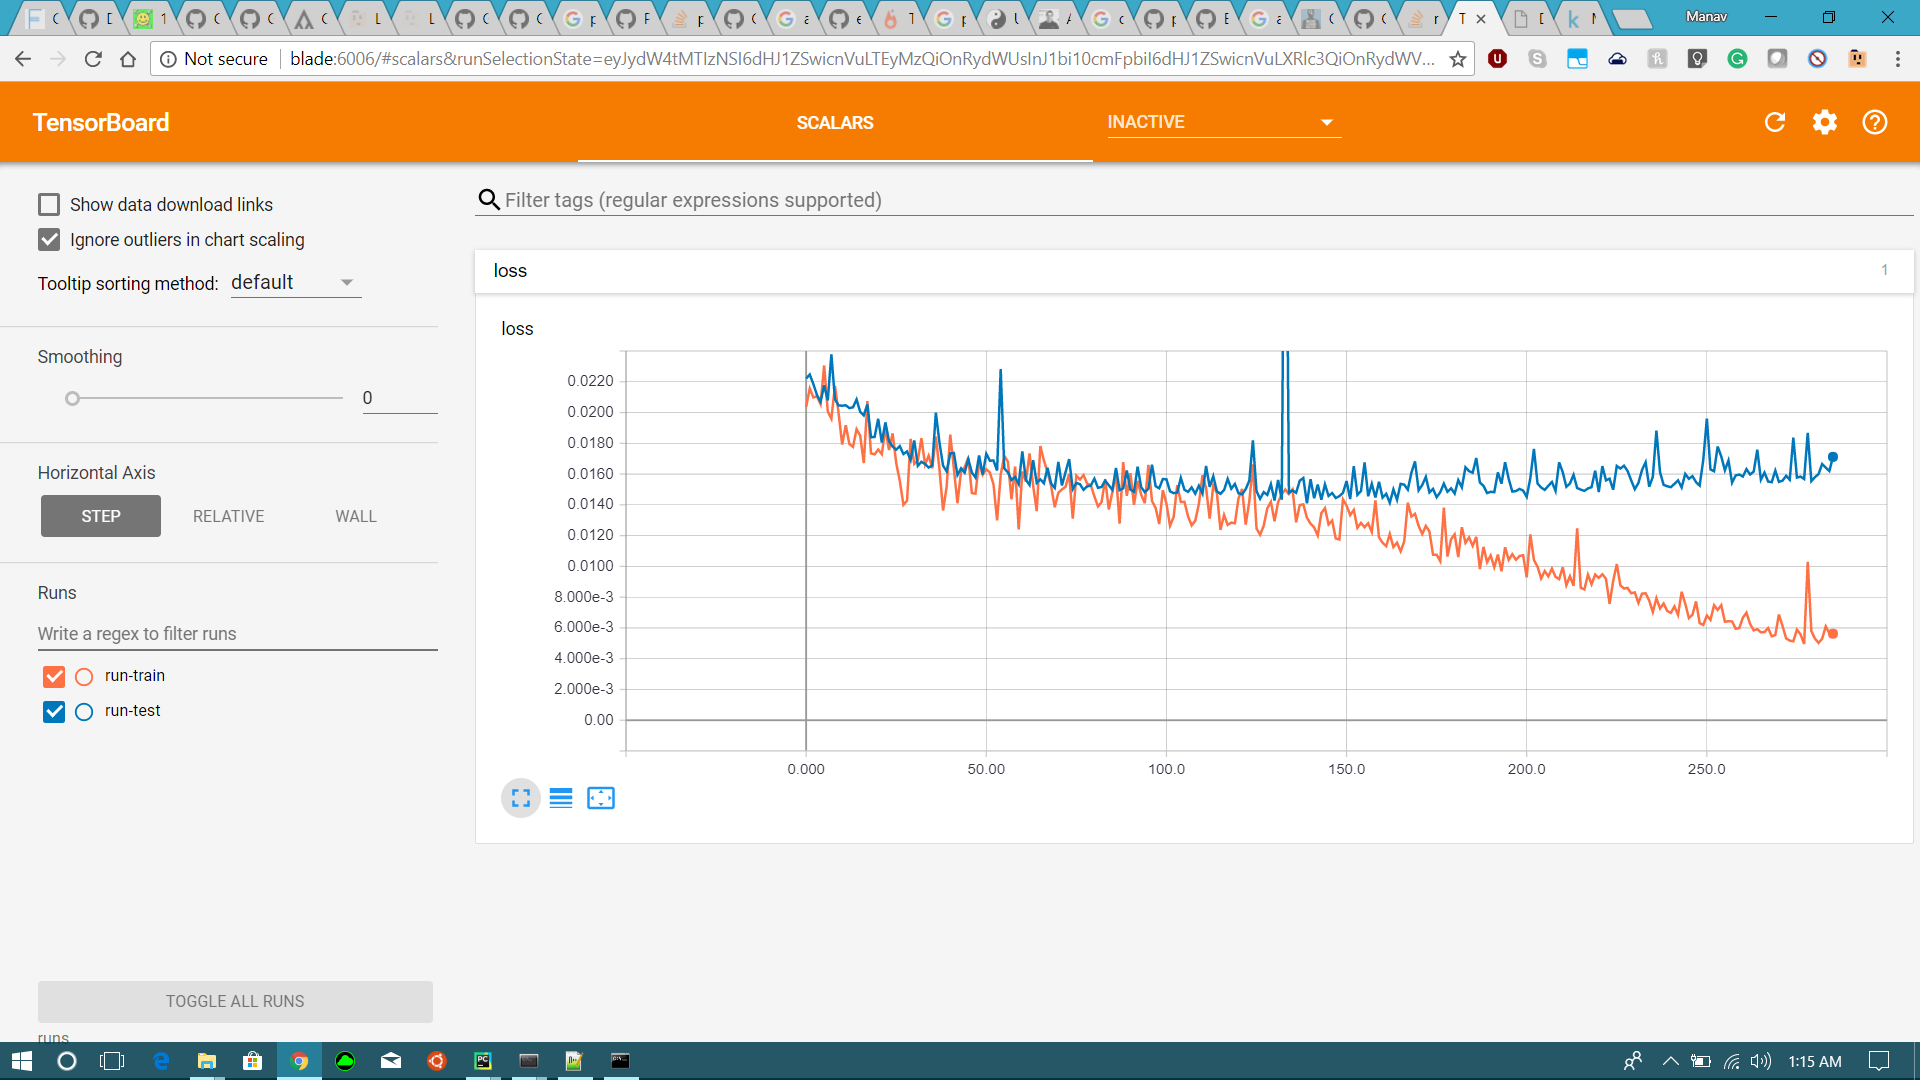 Manav
Not secure
blade:6006/#scalars&runSelectionState=eyJydW4tMTIzNSI6dHJ1ZSwicnVuLTEyMzQiOnRydWUsInJ1bi10cmFpbiI6dHJ1ZSwicnVuLXRlc3QiOnRydWV...
TensorBoard
SCALARS
INACTIVE
Show data download links
Ignore outliers in chart scaling
Tooltip sorting method: default
Smoothing
0
Horizontal Axis
STEP RELATIVE WALL
Runs
Write a regex to filter runs
run-train
run-test
TOGGLE ALL RUNS
runs
Filter tags (regular expressions supported)
loss 1
loss
0.0220
0.0200
0.0180
0.0160
0.0140
0.0120
0.0100
8.000e-3
6.000e-3
4.000e-3
2.000e-3
0.00
0.000 50.00 100.0 150.0 200.0 250.0
1:15 AM